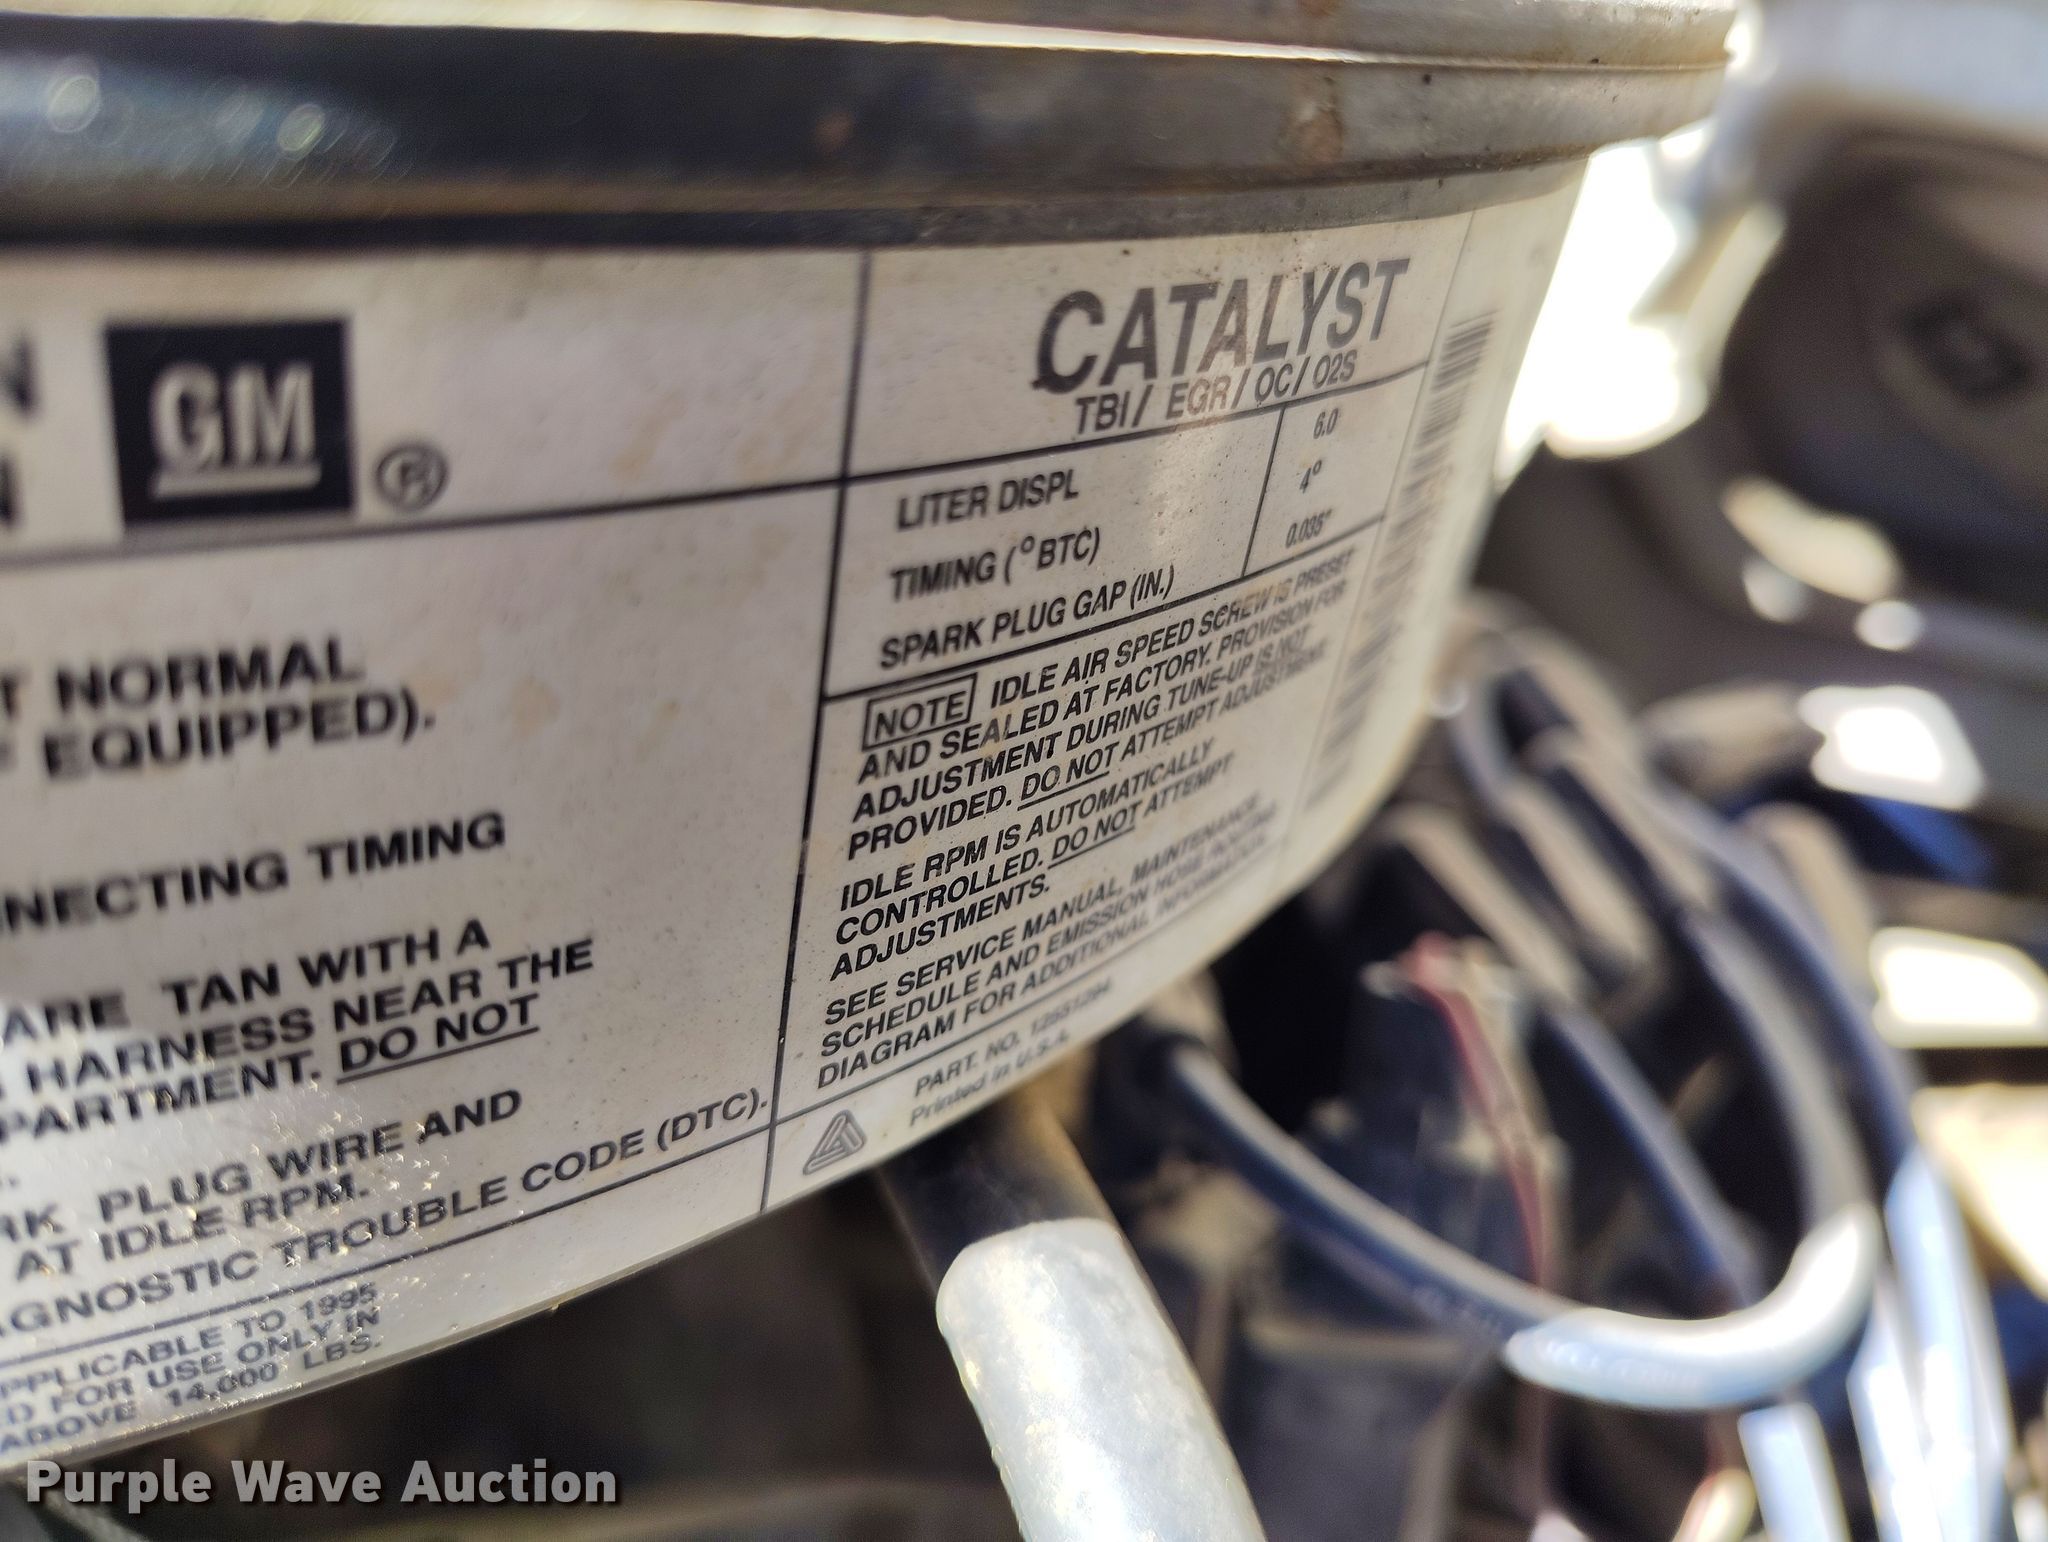 GM
®
CATALYST
TBI/ EGR/OC/O2S
LITER DISPL 6.0
TIMING (°BTC) 4°
SPARK PLUG GAP (IN.) 0.035"
NOTE IDLE AIR SPEED SCREW IS PRESET
AND SEALED AT FACTORY. PROVISION FOR
ADJUSTMENT DURING TUNE-UP IS NOT
PROVIDED. DO NOT ATTEMPT ADJUSTMENT.
IDLE RPM IS AUTOMATICALLY
CONTROLLED. DO NOT ATTEMPT
ADJUSTMENTS.
SEE SERVICE MANUAL, MAINTENANCE
SCHEDULE AND EMISSION HOSE ROUTING
DIAGRAM FOR ADDITIONAL INFORMATION.
PART. NO. 12551294
Printed in U.S.A.
T NORMAL
EQUIPPED).
NNECTING TIMING
ARE TAN WITH A
HARNESS NEAR THE
PARTMENT. DO NOT
RK PLUG WIRE AND
AT IDLE RPM.
AGNOSTIC TROUBLE CODE (DTC).
PPLICABLE TO 1995
D FOR USE ONLY IN
ABOVE 14,000 LBS.
Purple Wave Auction